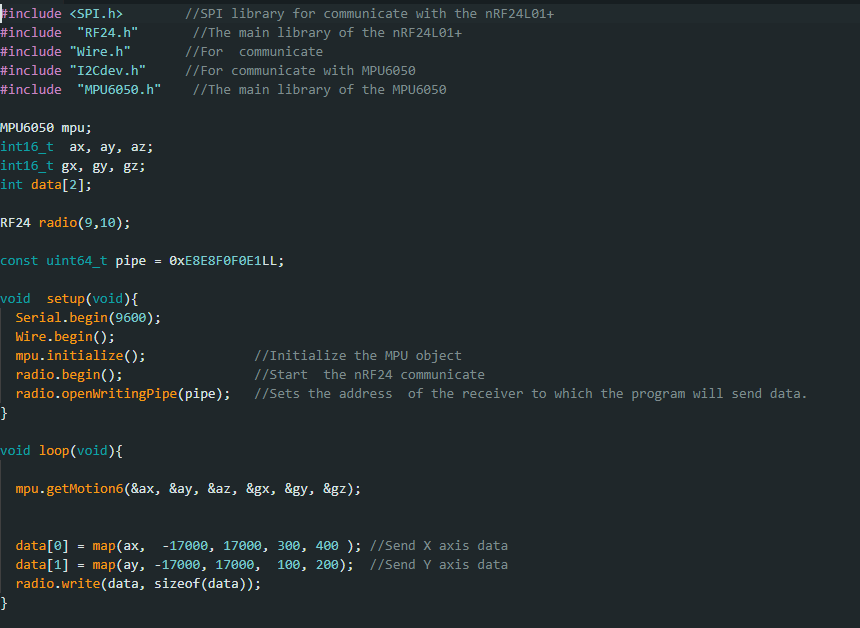 #include <SPI.h>        //SPI library for communicate with the nRF24L01+
#include  "RF24.h"       //The main library of the nRF24L01+
#include "Wire.h"       //For  communicate
#include "I2Cdev.h"     //For communicate with MPU6050
#include  "MPU6050.h"    //The main library of the MPU6050

MPU6050 mpu;
int16_t  ax, ay, az;
int16_t gx, gy, gz;
int data[2];

RF24 radio(9,10);

const uint64_t pipe = 0xE8E8F0F0E1LL;

void  setup(void){
  Serial.begin(9600);
  Wire.begin();
  mpu.initialize();              //Initialize the MPU object
  radio.begin();                 //Start  the nRF24 communicate
  radio.openWritingPipe(pipe);   //Sets the address  of the receiver to which the program will send data.
}

void loop(void){

  mpu.getMotion6(&ax, &ay, &az, &gx, &gy, &gz);


  data[0] = map(ax,  -17000, 17000, 300, 400 ); //Send X axis data
  data[1] = map(ay, -17000, 17000,  100, 200);  //Send Y axis data
  radio.write(data, sizeof(data));
}